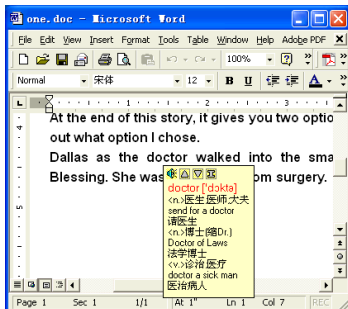 one.doc - Microsoft Word
File Edit View Insert Format Tools Table Window Help Adobe PDF X
100%
Normal 宋体 12 B U A
1 2 3
At the end of this story, it gives you two optio
out what option I chose.
Dallas as the doctor walked into the sma
Blessing. She was om surgery.
doctor ['dɔktə]
<n.>医生,医师,大夫
send for a doctor
请医生
<n.>博士(缩Dr.)
Doctor of Laws
法学博士
<v.>诊治,医疗
doctor a sick man
医治病人
Page 1 Sec 1 1/1 At 1" Ln 1 Col 7 REC